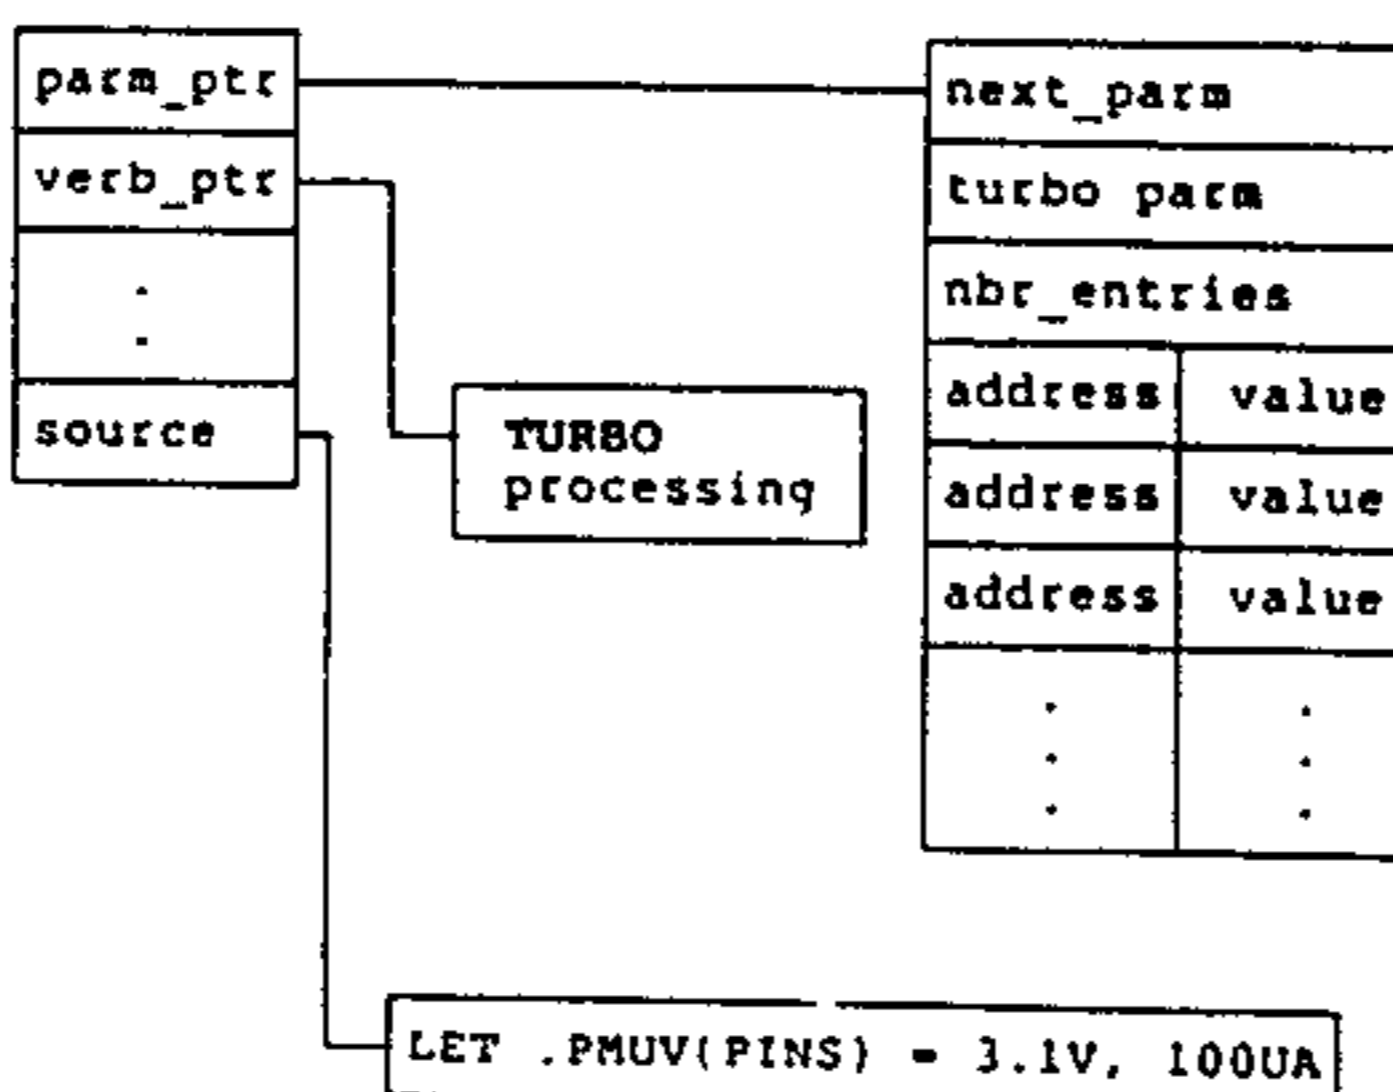 parm_ptr
verb_ptr
.
.
source
TURBO
processing
next_parm
turbo parm
nbr_entries
address value
address value
address value
. .
. .
. .
LET .PMUV(PINS) = 3.1V, 100UA